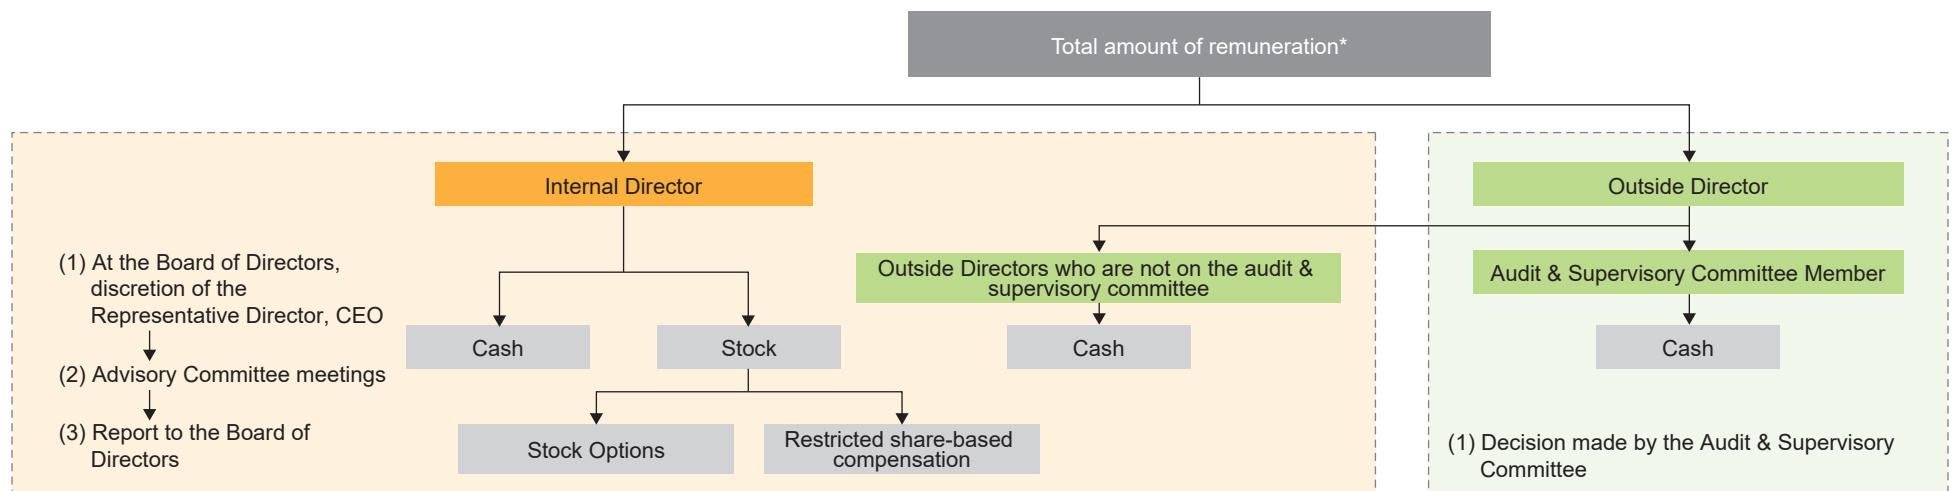 Total amount of remuneration*
Internal Director
Outside Director
(1) At the Board of Directors,
discretion of the
Representative Director, CEO
(2) Advisory Committee meetings
(3) Report to the Board of
Directors
Cash
Stock
Stock Options
Restricted share-based
compensation
Outside Directors who are not on the audit &
supervisory committee
Cash
Audit & Supervisory Committee Member
Cash
(1) Decision made by the Audit & Supervisory
Committee